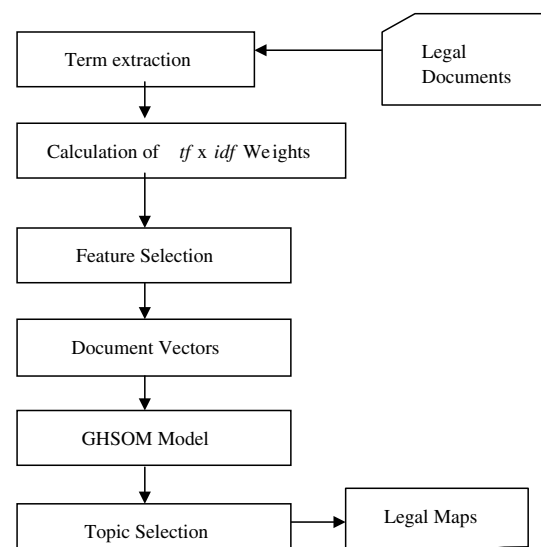 Term extraction
Legal
Documents
Calculation of tf x idf Weights
Feature Selection
Document Vectors
GHSOM Model
Topic Selection
Legal Maps